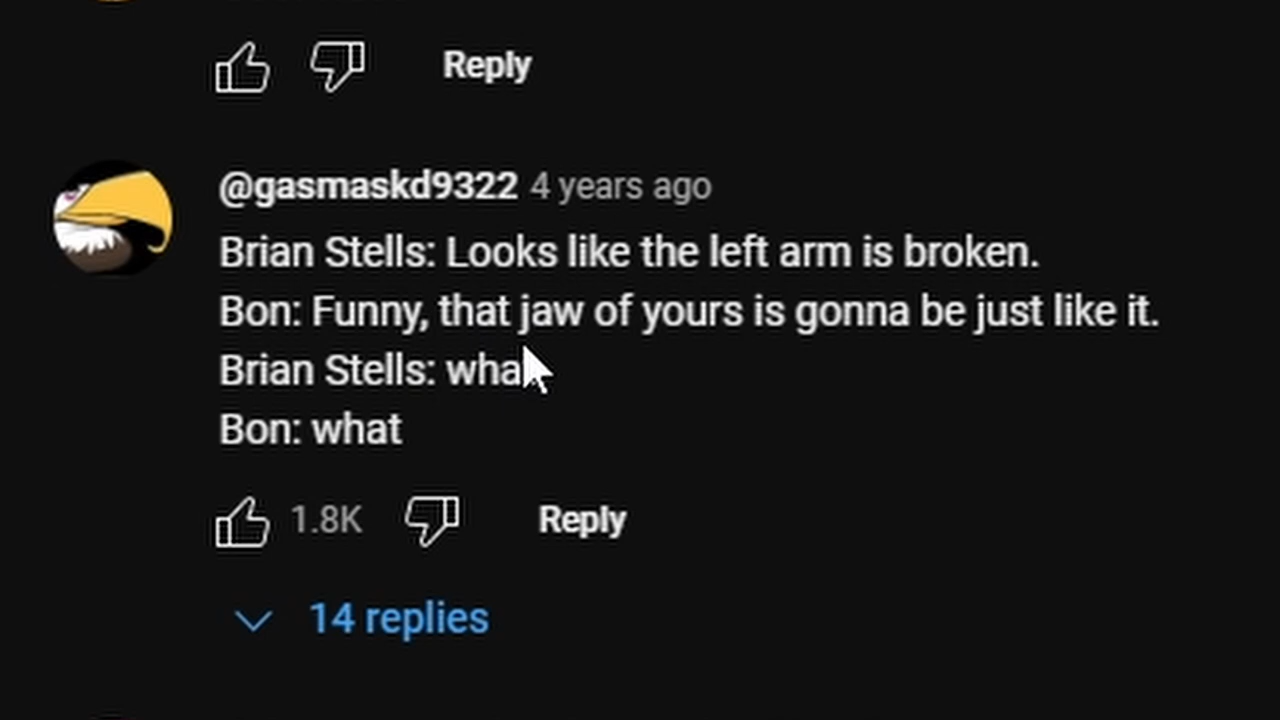 Reply
@gasmaskd9322 4 years ago
Brian Stells: Looks like the left arm is broken.
Bon: Funny, that jaw of yours is gonna be just like it.
Brian Stells: wha
Bon: what
1.8K Reply
14 replies